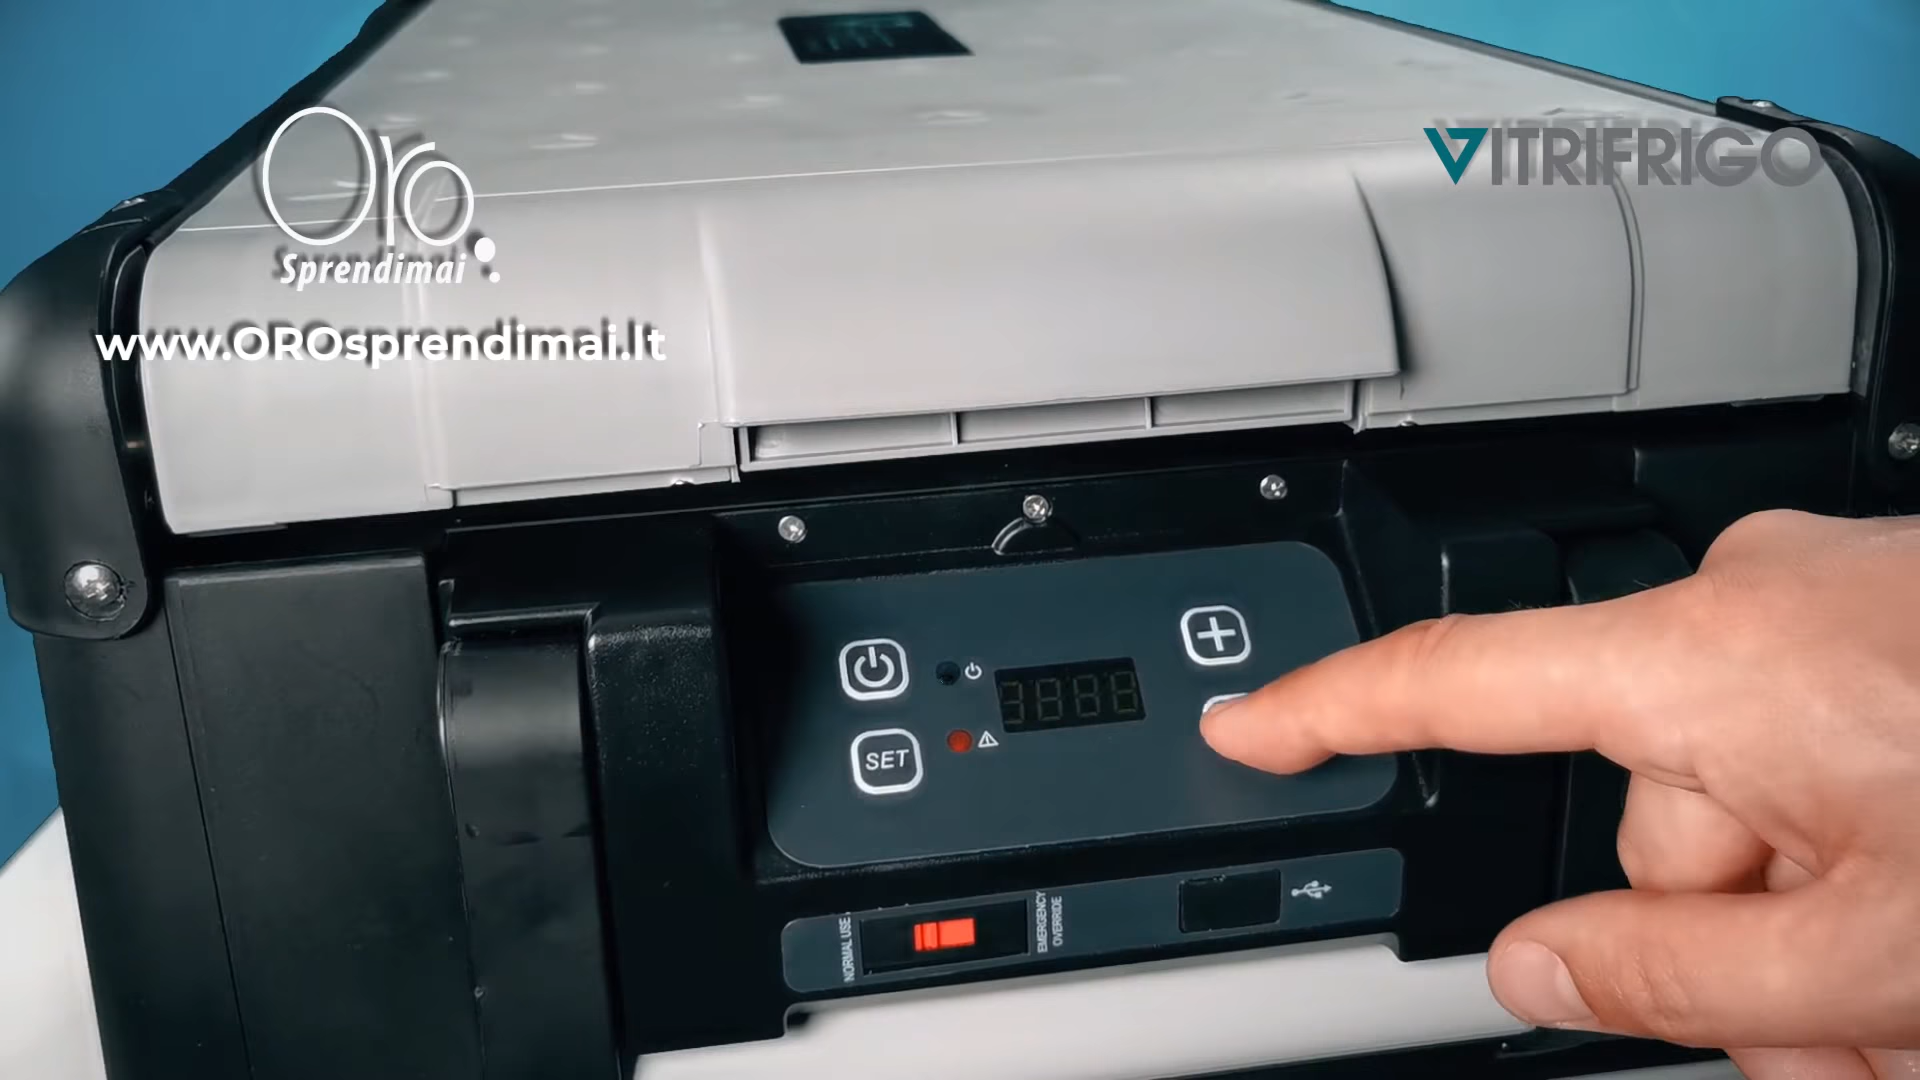 Oro
Sprendimai
www.OROsprendimai.lt
VITRIFRIGO
SET
NORMAL USE
EMERGENCY
OVERRIDE